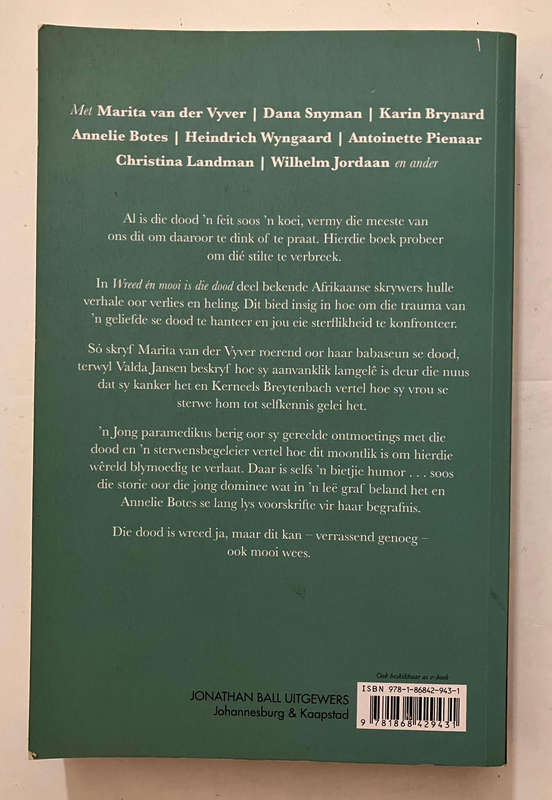 Met Marita van der Vyver | Dana Snyman | Karin Brynard
Annelie Botes | Heindrich Wyngaard | Antoinette Pienaar
Christina Landman | Wilhelm Jordaan en ander
Al is die dood 'n feit soos 'n koei, vermy die meeste van
ons dit om daaroor te dink of te praat. Hierdie boek probeer
om dié stilte te verbreek.
In Wreed én mooi is die dood deel bekende Afrikaanse skrywers hulle
verhale oor verlies en heling. Dit bied insig in hoe om die trauma van
'n geliefde se dood te hanteer en jou eie sterflikheid te konfronteer.
Só skryf Marita van der Vyver roerend oor haar babaseun se dood,
terwyl Valda Jansen beskryf hoe sy aanvanklik lamgelê is deur die nuus
dat sy kanker het en Kerneels Breytenbach vertel hoe sy vrou se
sterwe hom tot selfkennis gelei het.
'n Jong paramedikus berig oor sy gereelde ontmoetings met die
dood en 'n sterwensbegeleier vertel hoe dit moontlik is om hierdie
wêreld blymoedig te verlaat. Daar is selfs 'n bietjie humor . . . soos
die storie oor die jong dominee wat in 'n leë graf beland het en
Annelie Botes se lang lys voorskrifte vir haar begrafnis.
Die dood is wreed ja, maar dit kan – verrassend genoeg –
ook mooi wees.
Ook beskikbaar as e-boek
ISBN 978-1-86842-943-1
9 781868 429431
JONATHAN BALL UITGEWERS
Johannesburg & Kaapstad